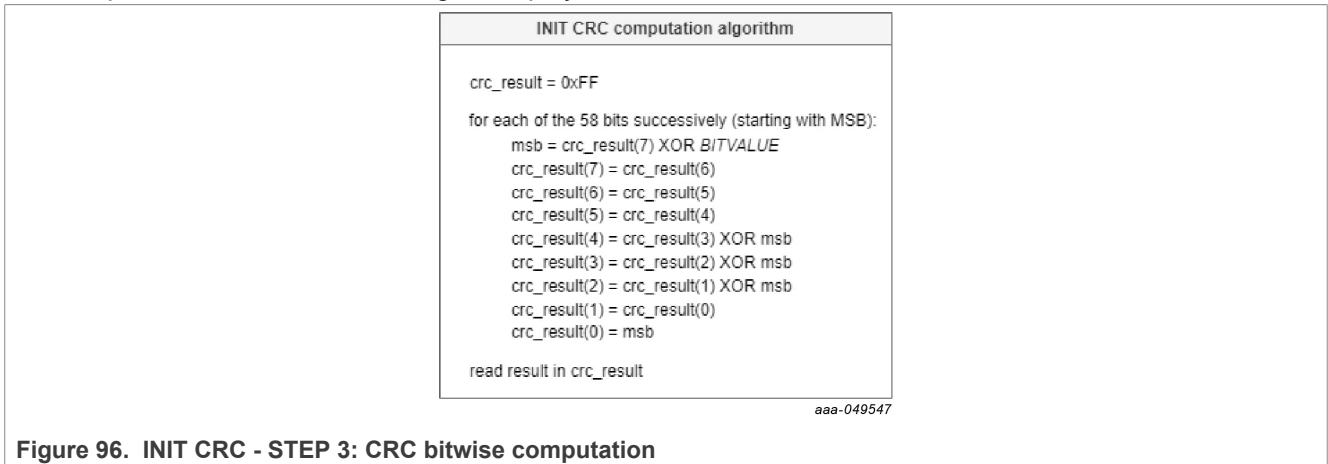 INIT CRC computation algorithm
crc_result = 0xFF
for each of the 58 bits successively (starting with MSB):
msb = crc_result(7) XOR BITVALUE
crc_result(7) = crc_result(6)
crc_result(6) = crc_result(5)
crc_result(5) = crc_result(4)
crc_result(4) = crc_result(3) XOR msb
crc_result(3) = crc_result(2) XOR msb
crc_result(2) = crc_result(1) XOR msb
crc_result(1) = crc_result(0)
crc_result(0) = msb
read result in crc_result
aaa-049547
Figure 96. INIT CRC - STEP 3: CRC bitwise computation